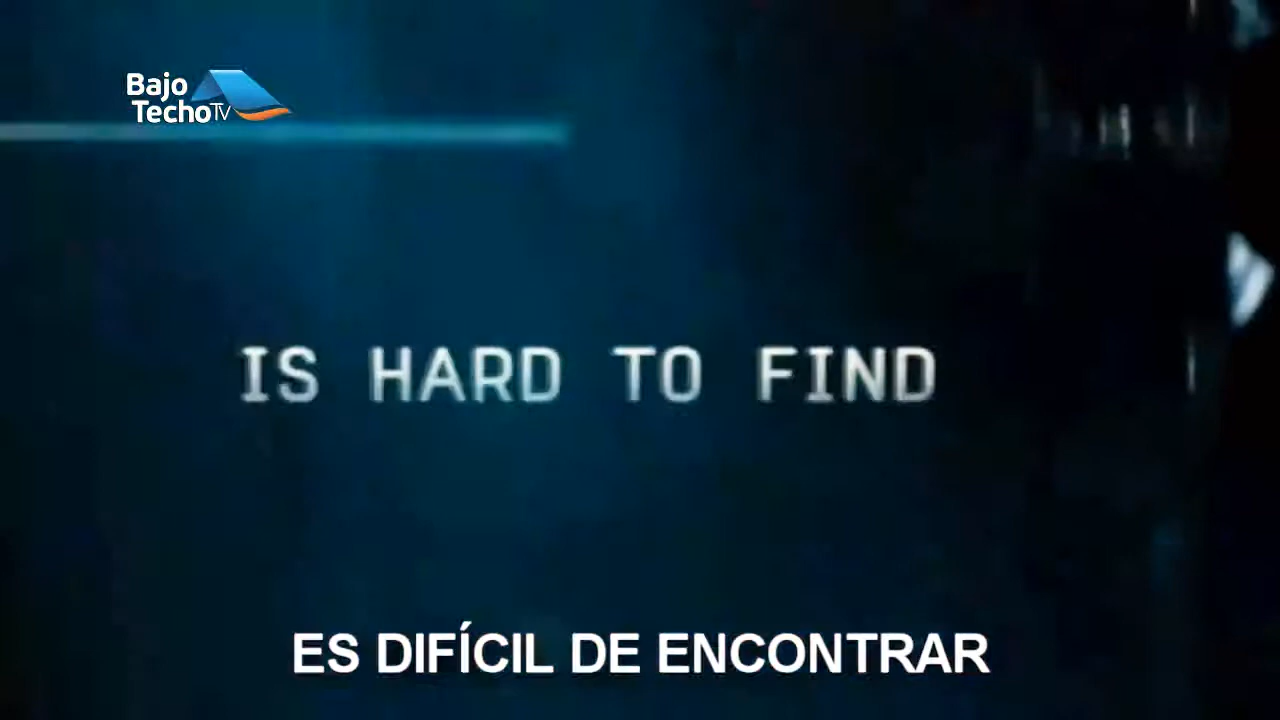 Bajo
TechoTV
IS HARD TO FIND
ES DIFÍCIL DE ENCONTRAR